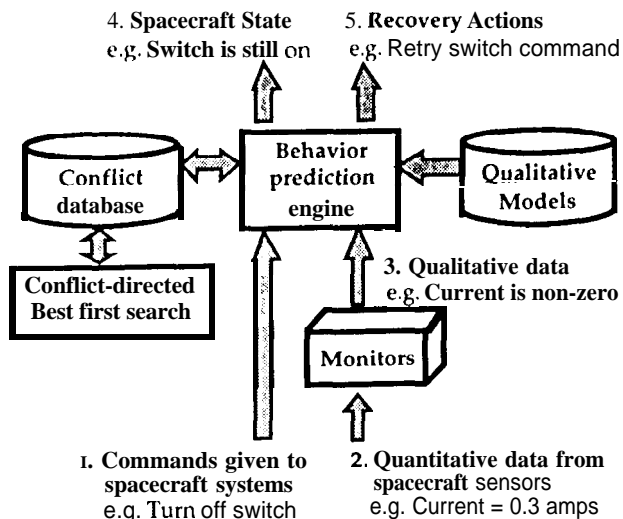 4. Spacecraft State
e.g. Switch is still on
5. Recovery Actions
e.g. Retry switch command
Conflict
database
Behavior
prediction
engine
Qualitative
Models
Conflict-directed
Best first search
3. Qualitative data
e.g. Current is non-zero
Monitors
1. Commands given to
spacecraft systems
e.g. Turn off switch
2. Quantitative data from
spacecraft sensors
e.g. Current = 0.3 amps